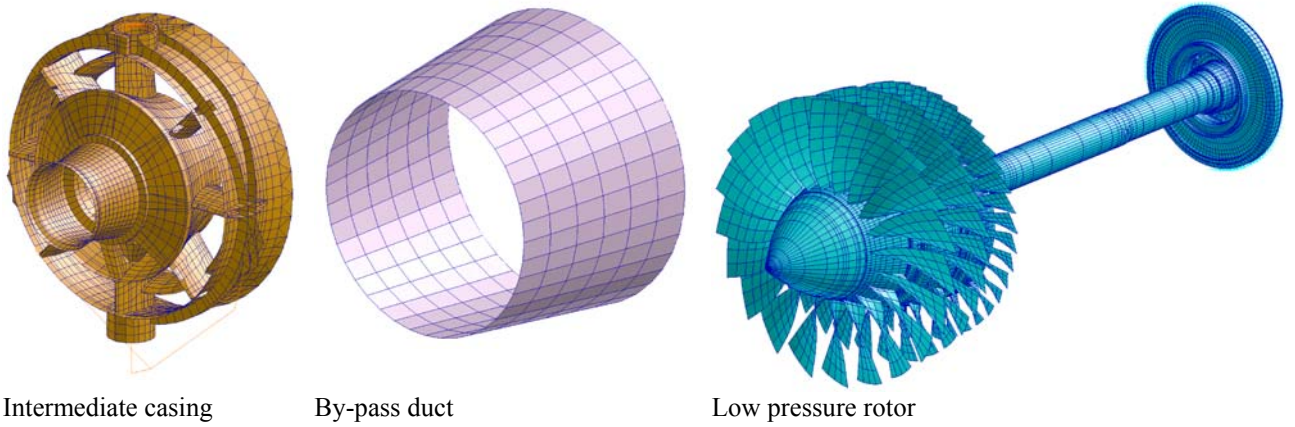 Intermediate casing
By-pass duct
Low pressure rotor